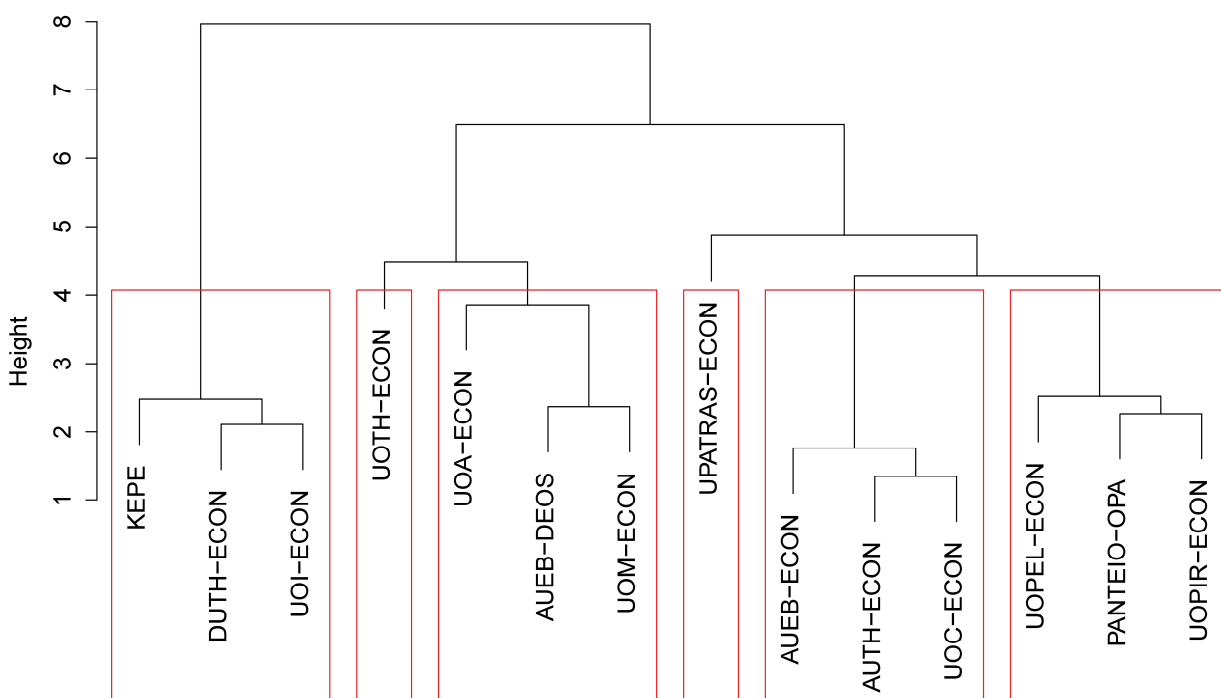 8
7
6
5
4
3
2
1
Height
KEPE
DUTH-ECON
UOI-ECON
UOTH-ECON
UOA-ECON
AUEB-DEOS
UOM-ECON
UPATRAS-ECON
AUEB-ECON
AUTH-ECON
UOC-ECON
UOPEL-ECON
PANTEIO-OPA
UOPIR-ECON